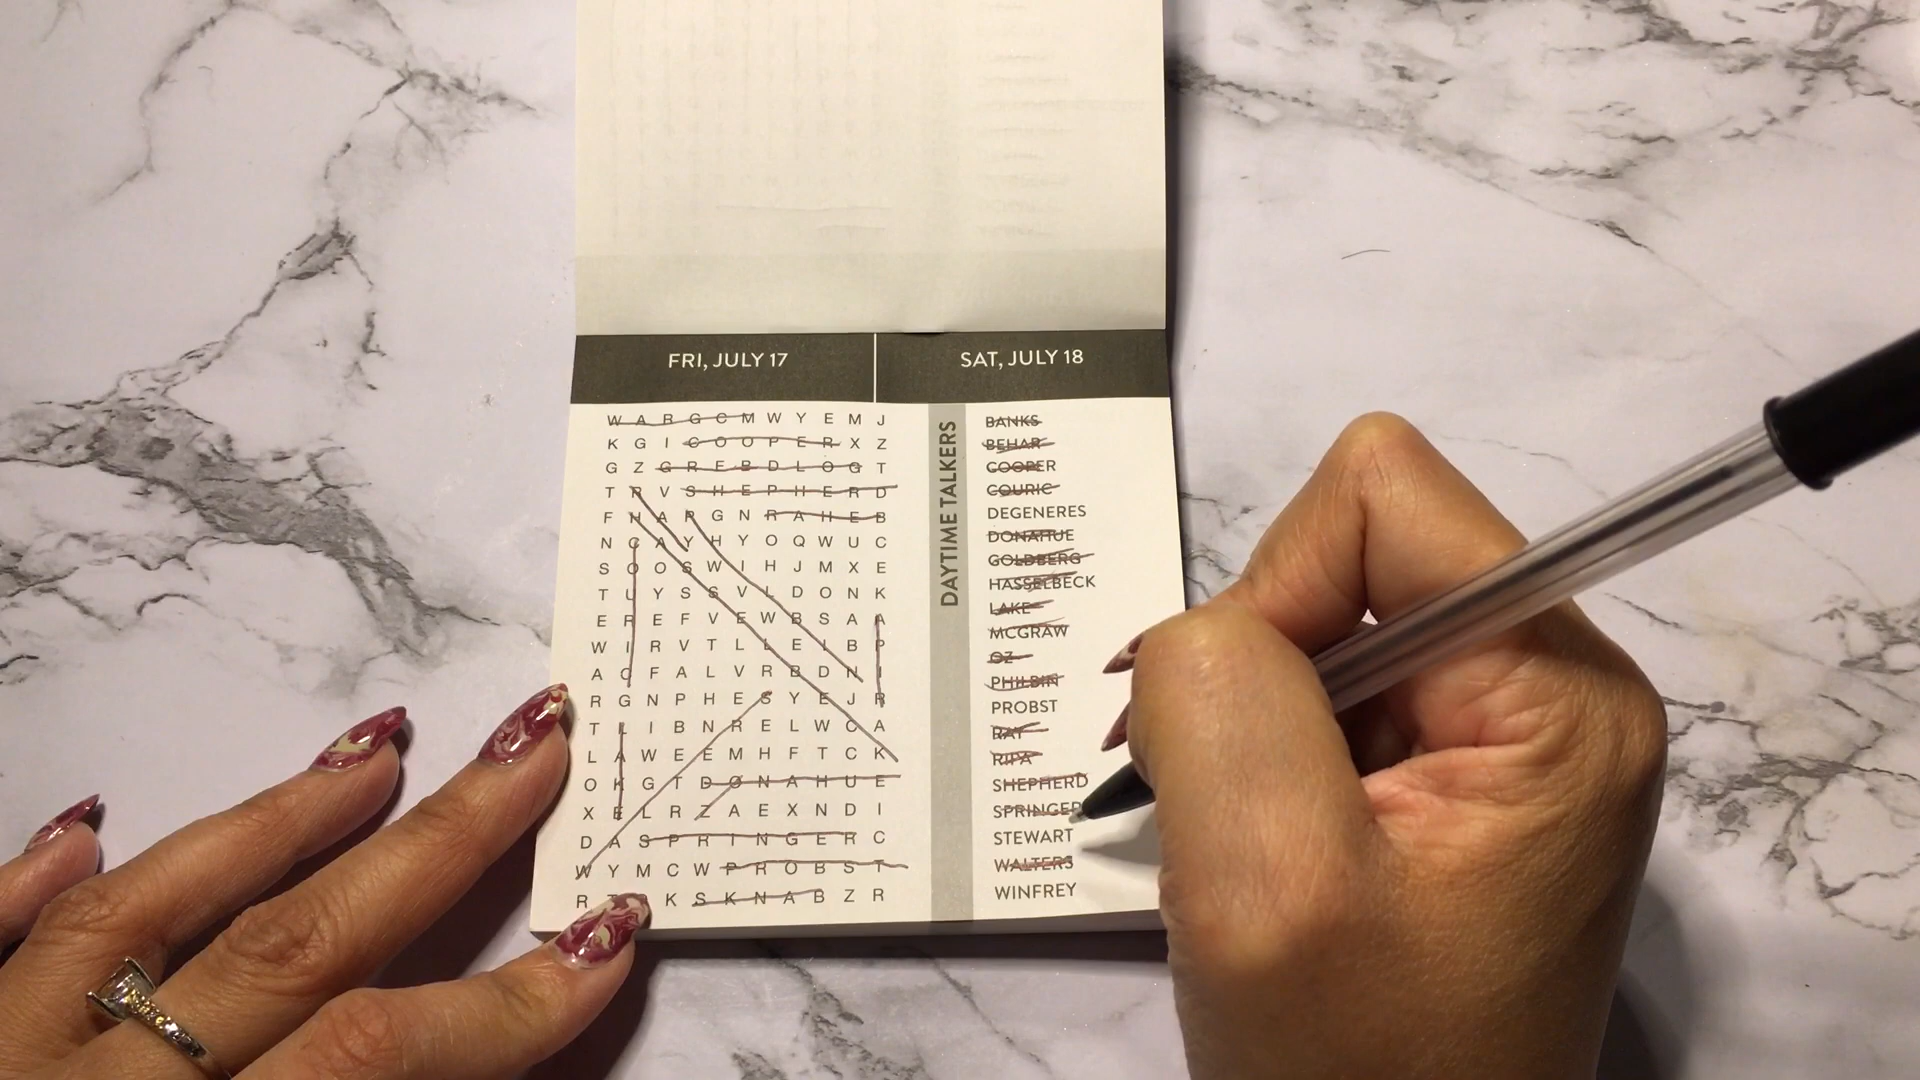 FRI, JULY 17
SAT, JULY 18
W A R G C M W Y E M J
K G I C O O P E R X Z
G Z G R E B D L O G T
T R V S H E P H E R D
F H A P G N R A H E B
N C A Y H Y O Q W U C
S O O S W I H J M X E
T U Y S S V L D O N K
E R E F V E W B S A A
W I R V T L L E I B P
A C F A L V R B D N I
R G N P H E S Y E J R
T L I B N R E L W C A
L A W E E M H F T C K
O K G T D O N A H U E
X E L R Z A E X N D I
D A S P R I N G E R C
W Y M C W P R O B S T
R K S K N A B Z R
DAYTIME TALKERS
BANKS
BEHAR
COOPER
COURIC
DEGENERES
DONAHUE
GOLDBERG
HASSELBECK
LAKE
MCGRAW
OZ
PHILBIN
PROBST
RAY
RIPA
SHEPHERD
SPRINGER
STEWART
WALTERS
WINFREY